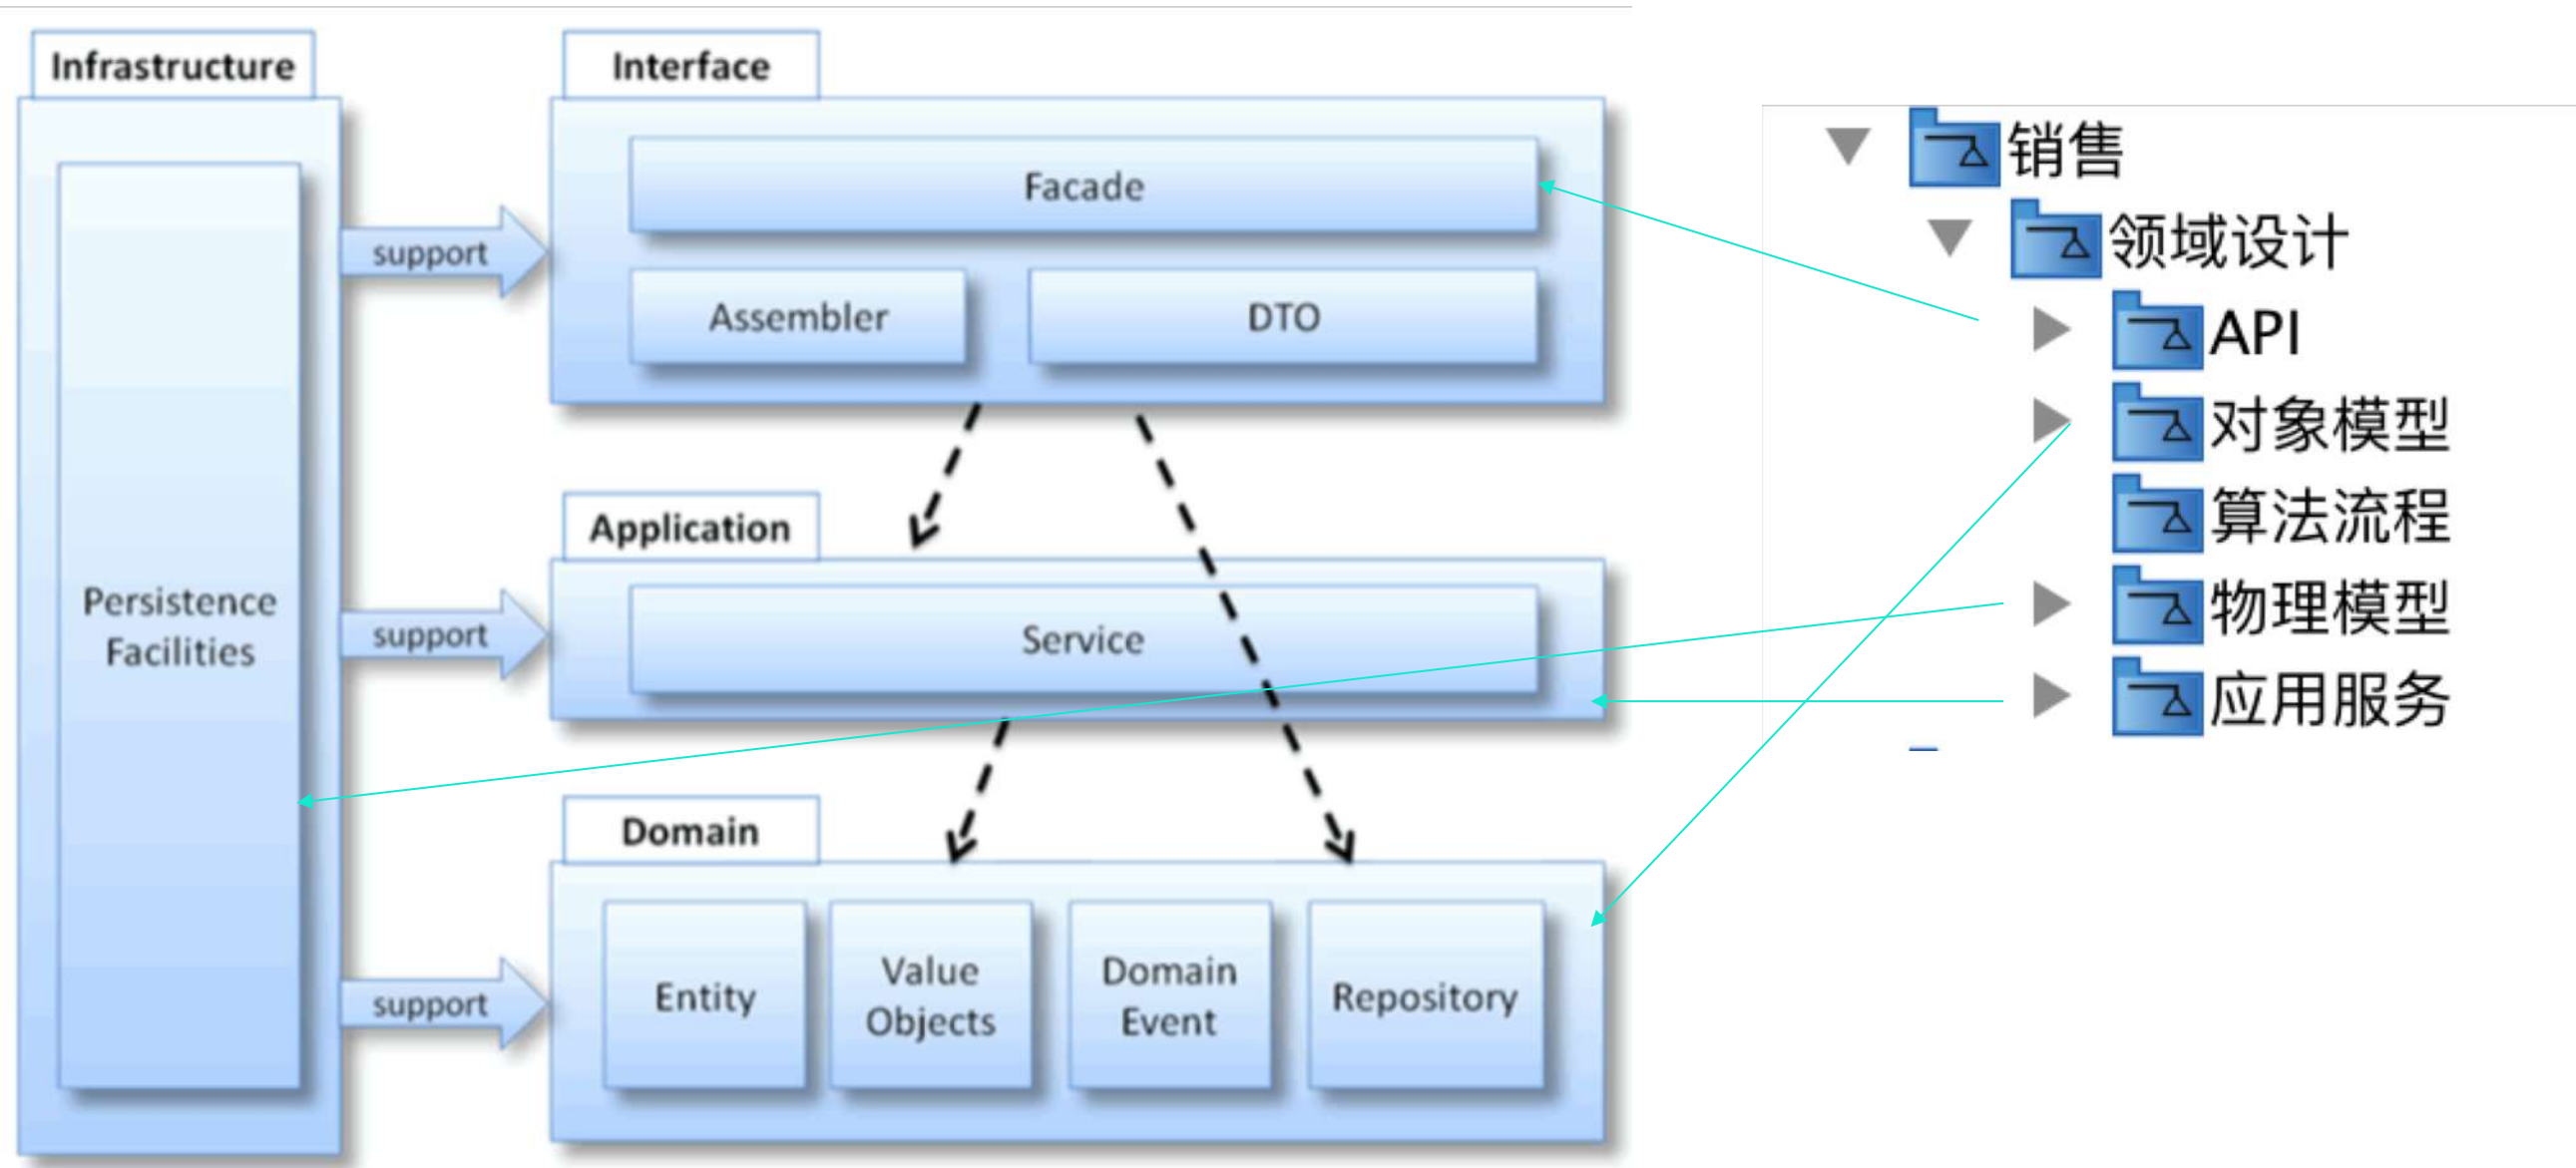 Infrastructure
Persistence
Facilities
support
support
support
Interface
Facade
Assembler
DTO
Application
Service
Domain
Entity
Value
Objects
Domain
Event
Repository
销售
领域设计
API
对象模型
算法流程
物理模型
应用服务